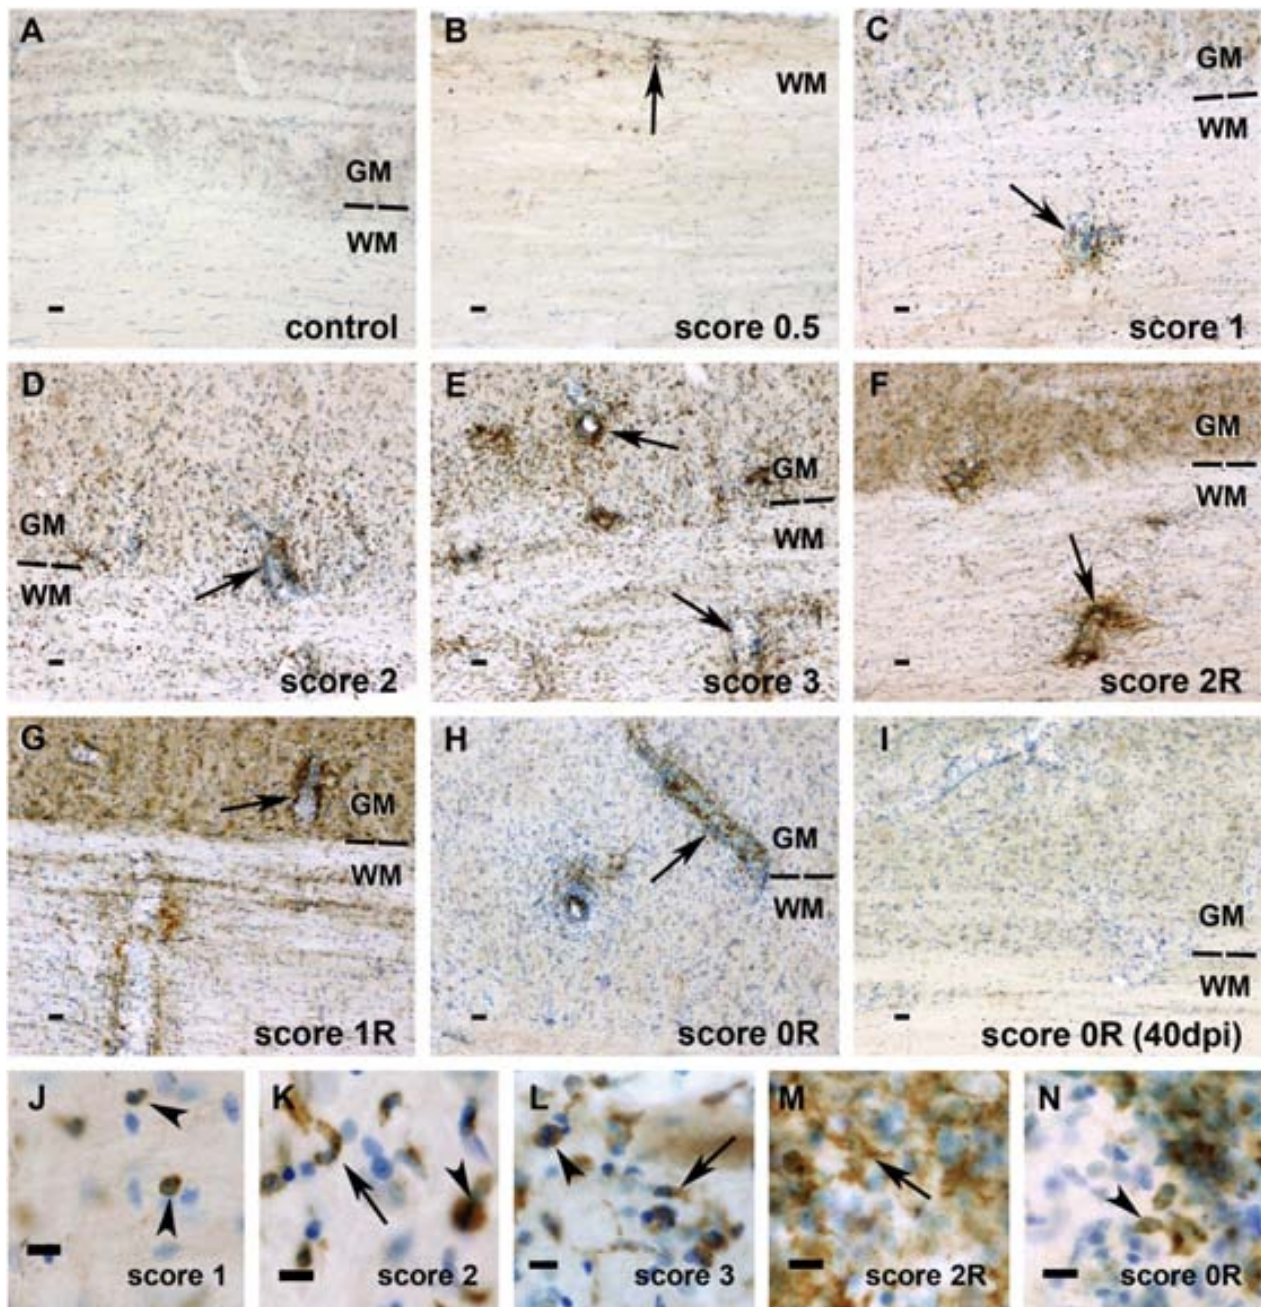 A
GM
WM
control
B
WM
score 0.5
C
GM
WM
score 1
D
GM
WM
score 2
E
GM
WM
score 3
F
GM
WM
score 2R
G
GM
WM
score 1R
H
GM
WM
score 0R
I
GM
WM
score 0R (40dpi)
J
score 1
K
score 2
L
score 3
M
score 2R
N
score 0R